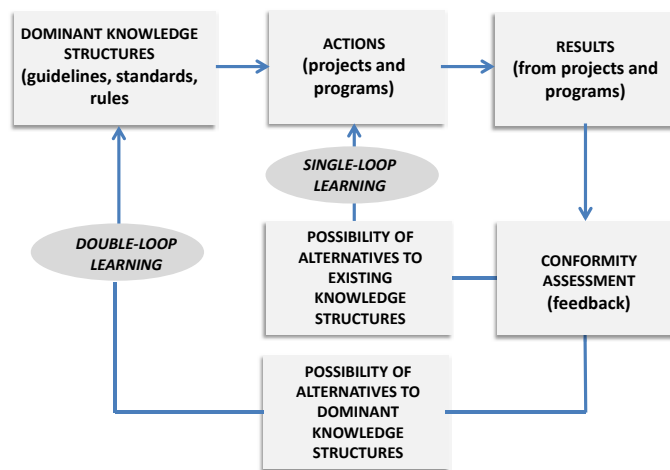 DOMINANT KNOWLEDGE
STRUCTURES
(guidelines, standards,
rules
ACTIONS
(projects and
programs)
RESULTS
(from projects and
programs)
SINGLE-LOOP
LEARNING
DOUBLE-LOOP
LEARNING
POSSIBILITY OF
ALTERNATIVES TO
EXISTING
KNOWLEDGE
STRUCTURES
CONFORMITY
ASSESSMENT
(feedback)
POSSIBILITY OF
ALTERNATIVES TO
DOMINANT
KNOWLEDGE
STRUCTURES